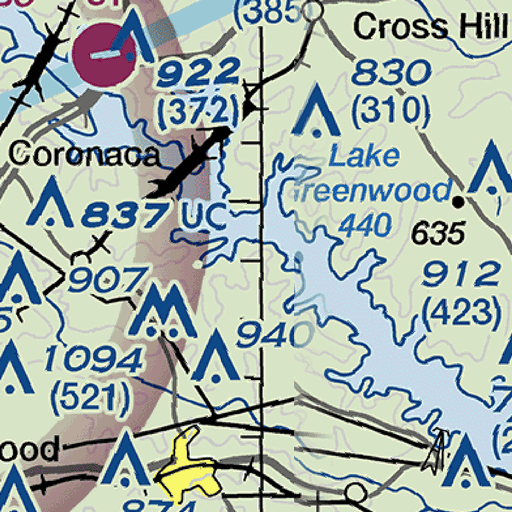 (385
Cross Hill
922
(372)
830
(310)
Coronaca
Lake
Greenwood
440
837 UC
635
907
912
(423)
940
1094
(521)
ood
874